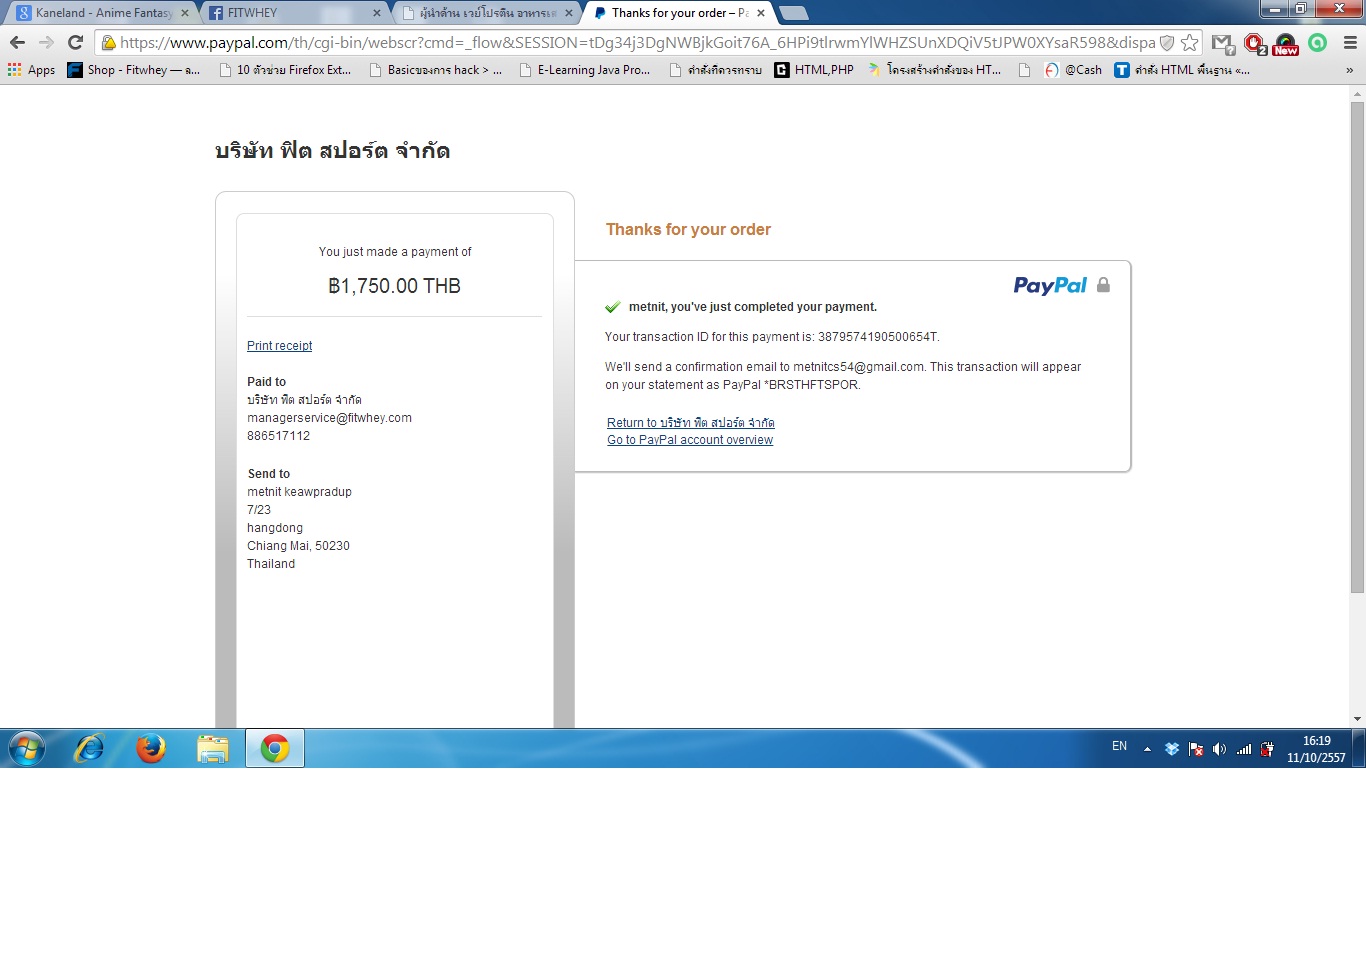 Kaneland - Anime Fantasy
FITWHEY
ผู้นำด้าน เวย์โปรตีน อาหารเส
Thanks for your order – Pa
https://www.paypal.com/th/cgi-bin/webscr?cmd=_flow&SESSION=tDg34j3DgNWBjkGoit76A_6HPi9tlrwmYlWHZSUnXDQiV5tJPW0XYsaR598&dispa
Apps
Shop - Fitwhey — ล...
10 ตัวช่วย Firefox Ext...
Basicของการ hack > ...
E-Learning Java Pro...
คำสั่งที่ควรทราบ
HTML,PHP
โครงสร้างคำสั่งของ HT...
@Cash
คำสั่ง HTML พื้นฐาน «...
»
บริษัท ฟิต สปอร์ต จำกัด
You just made a payment of
฿1,750.00 THB
Print receipt
Paid to
บริษัท ฟิต สปอร์ต จำกัด
managerservice@fitwhey.com
886517112
Send to
metnit keawpradup
7/23
hangdong
Chiang Mai, 50230
Thailand
Thanks for your order
PayPal
metnit, you've just completed your payment.
Your transaction ID for this payment is: 3879574190500654T.
We'll send a confirmation email to metnitcs54@gmail.com. This transaction will appear
on your statement as PayPal *BRSTHFTSPOR.
Return to บริษัท ฟิต สปอร์ต จำกัด
Go to PayPal account overview
EN
16:19
11/10/2557